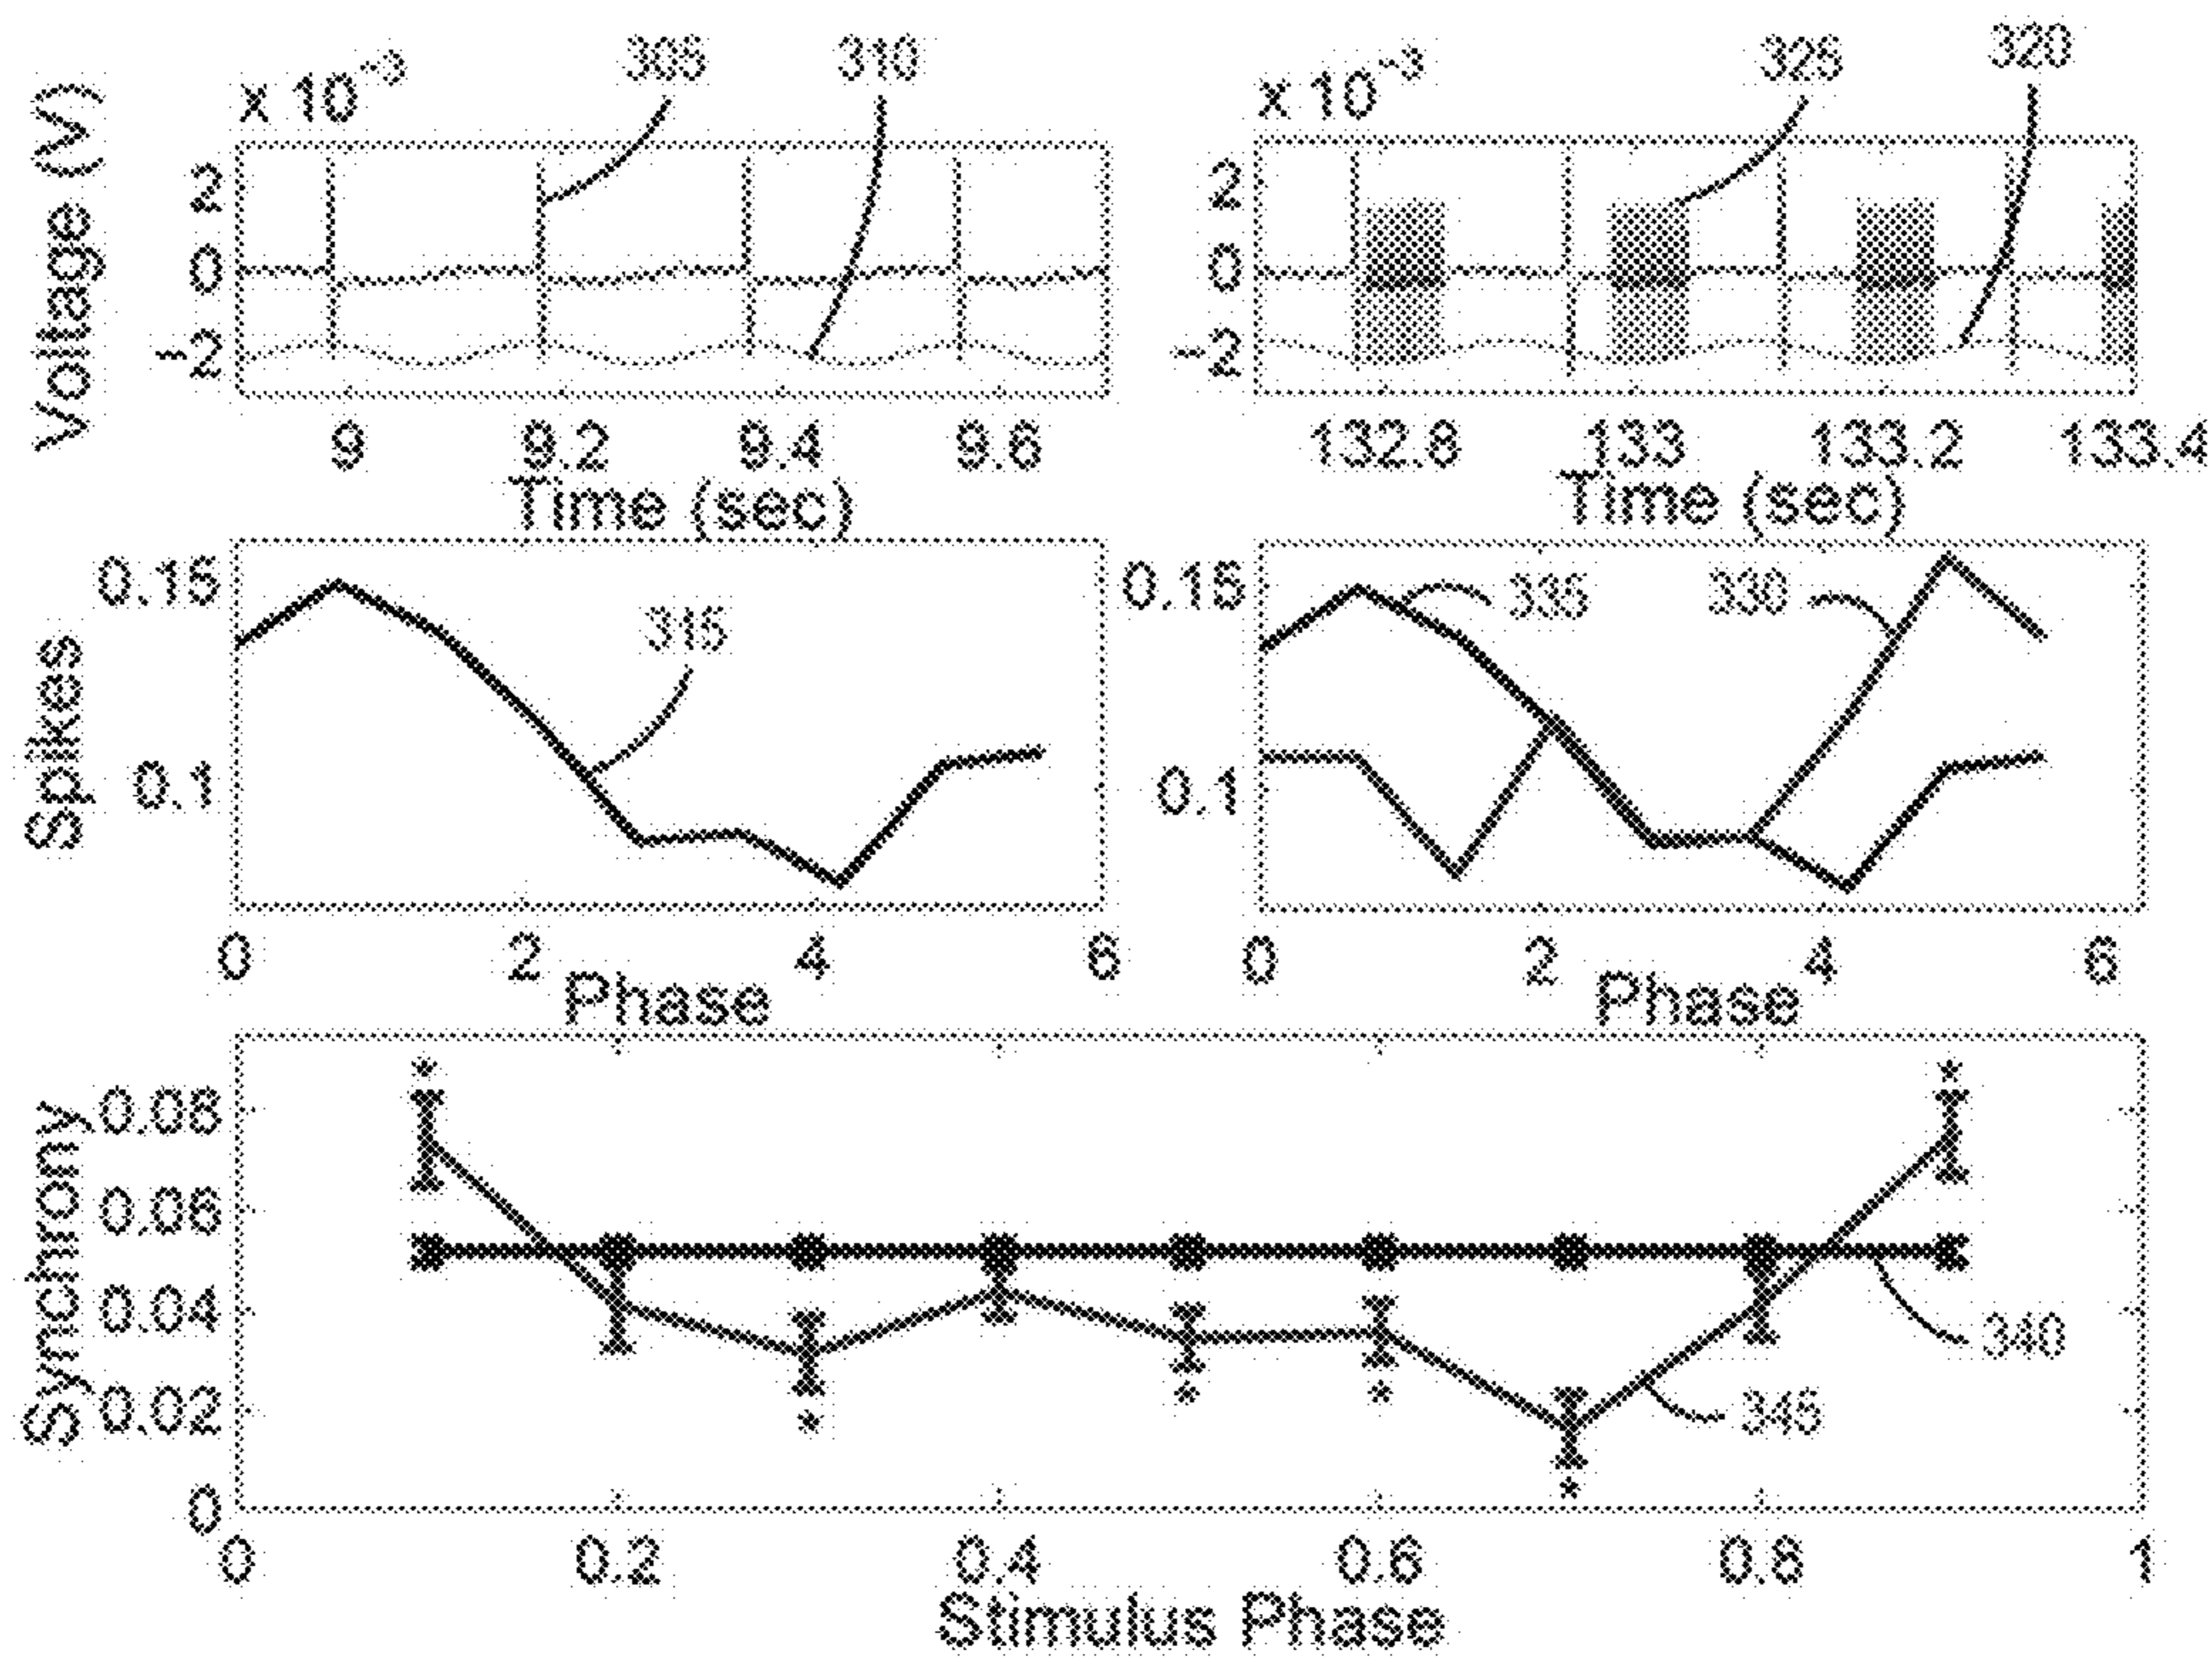 x 10⁻³ 305 310 x 10⁻³ 325 320
Voltage (V)
2 2
0 0
-2 -2
9 9.2 9.4 9.6 132.8 133 133.2 133.4
Time (sec) Time (sec)
Spikes
0.15 315 0.15 335 330
0.1 0.1
0 2 4 6 0 2 4 6
Phase Phase
Synchrony
*
*
0.08
0.06
0.04 340
* *
0.02 * 345
*
0
0 0.2 0.4 0.6 0.8 1
Stimulus Phase